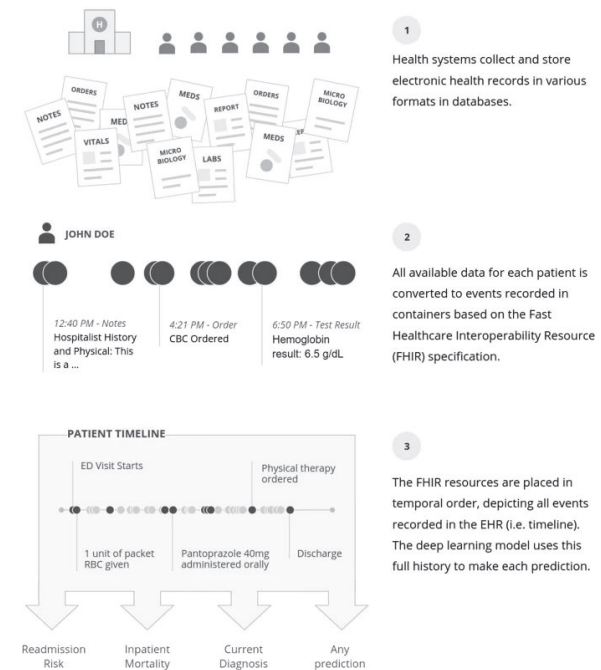 H
1
Health systems collect and store
electronic health records in various
formats in databases.
NOTES
ORDERS
MED
VITALS
NOTES
MEDS
MICRO
BIOLOGY
REPORT
LABS
ORDERS
MEDS
MICRO
BIOLOGY
JOHN DOE
2
All available data for each patient is
converted to events recorded in
containers based on the Fast
Healthcare Interoperability Resource
(FHIR) specification.
12:40 PM - Notes
Hospitalist History
and Physical: This
is a ...
4:21 PM - Order
CBC Ordered
6:50 PM - Test Result
Hemoglobin
result: 6.5 g/dL
PATIENT TIMELINE
ED Visit Starts
Physical therapy
ordered
1 unit of packet
RBC given
Pantoprazole 40mg
administered orally
Discharge
3
The FHIR resources are placed in
temporal order, depicting all events
recorded in the EHR (i.e. timeline).
The deep learning model uses this
full history to make each prediction.
Readmission
Risk
Inpatient
Mortality
Current
Diagnosis
Any
prediction